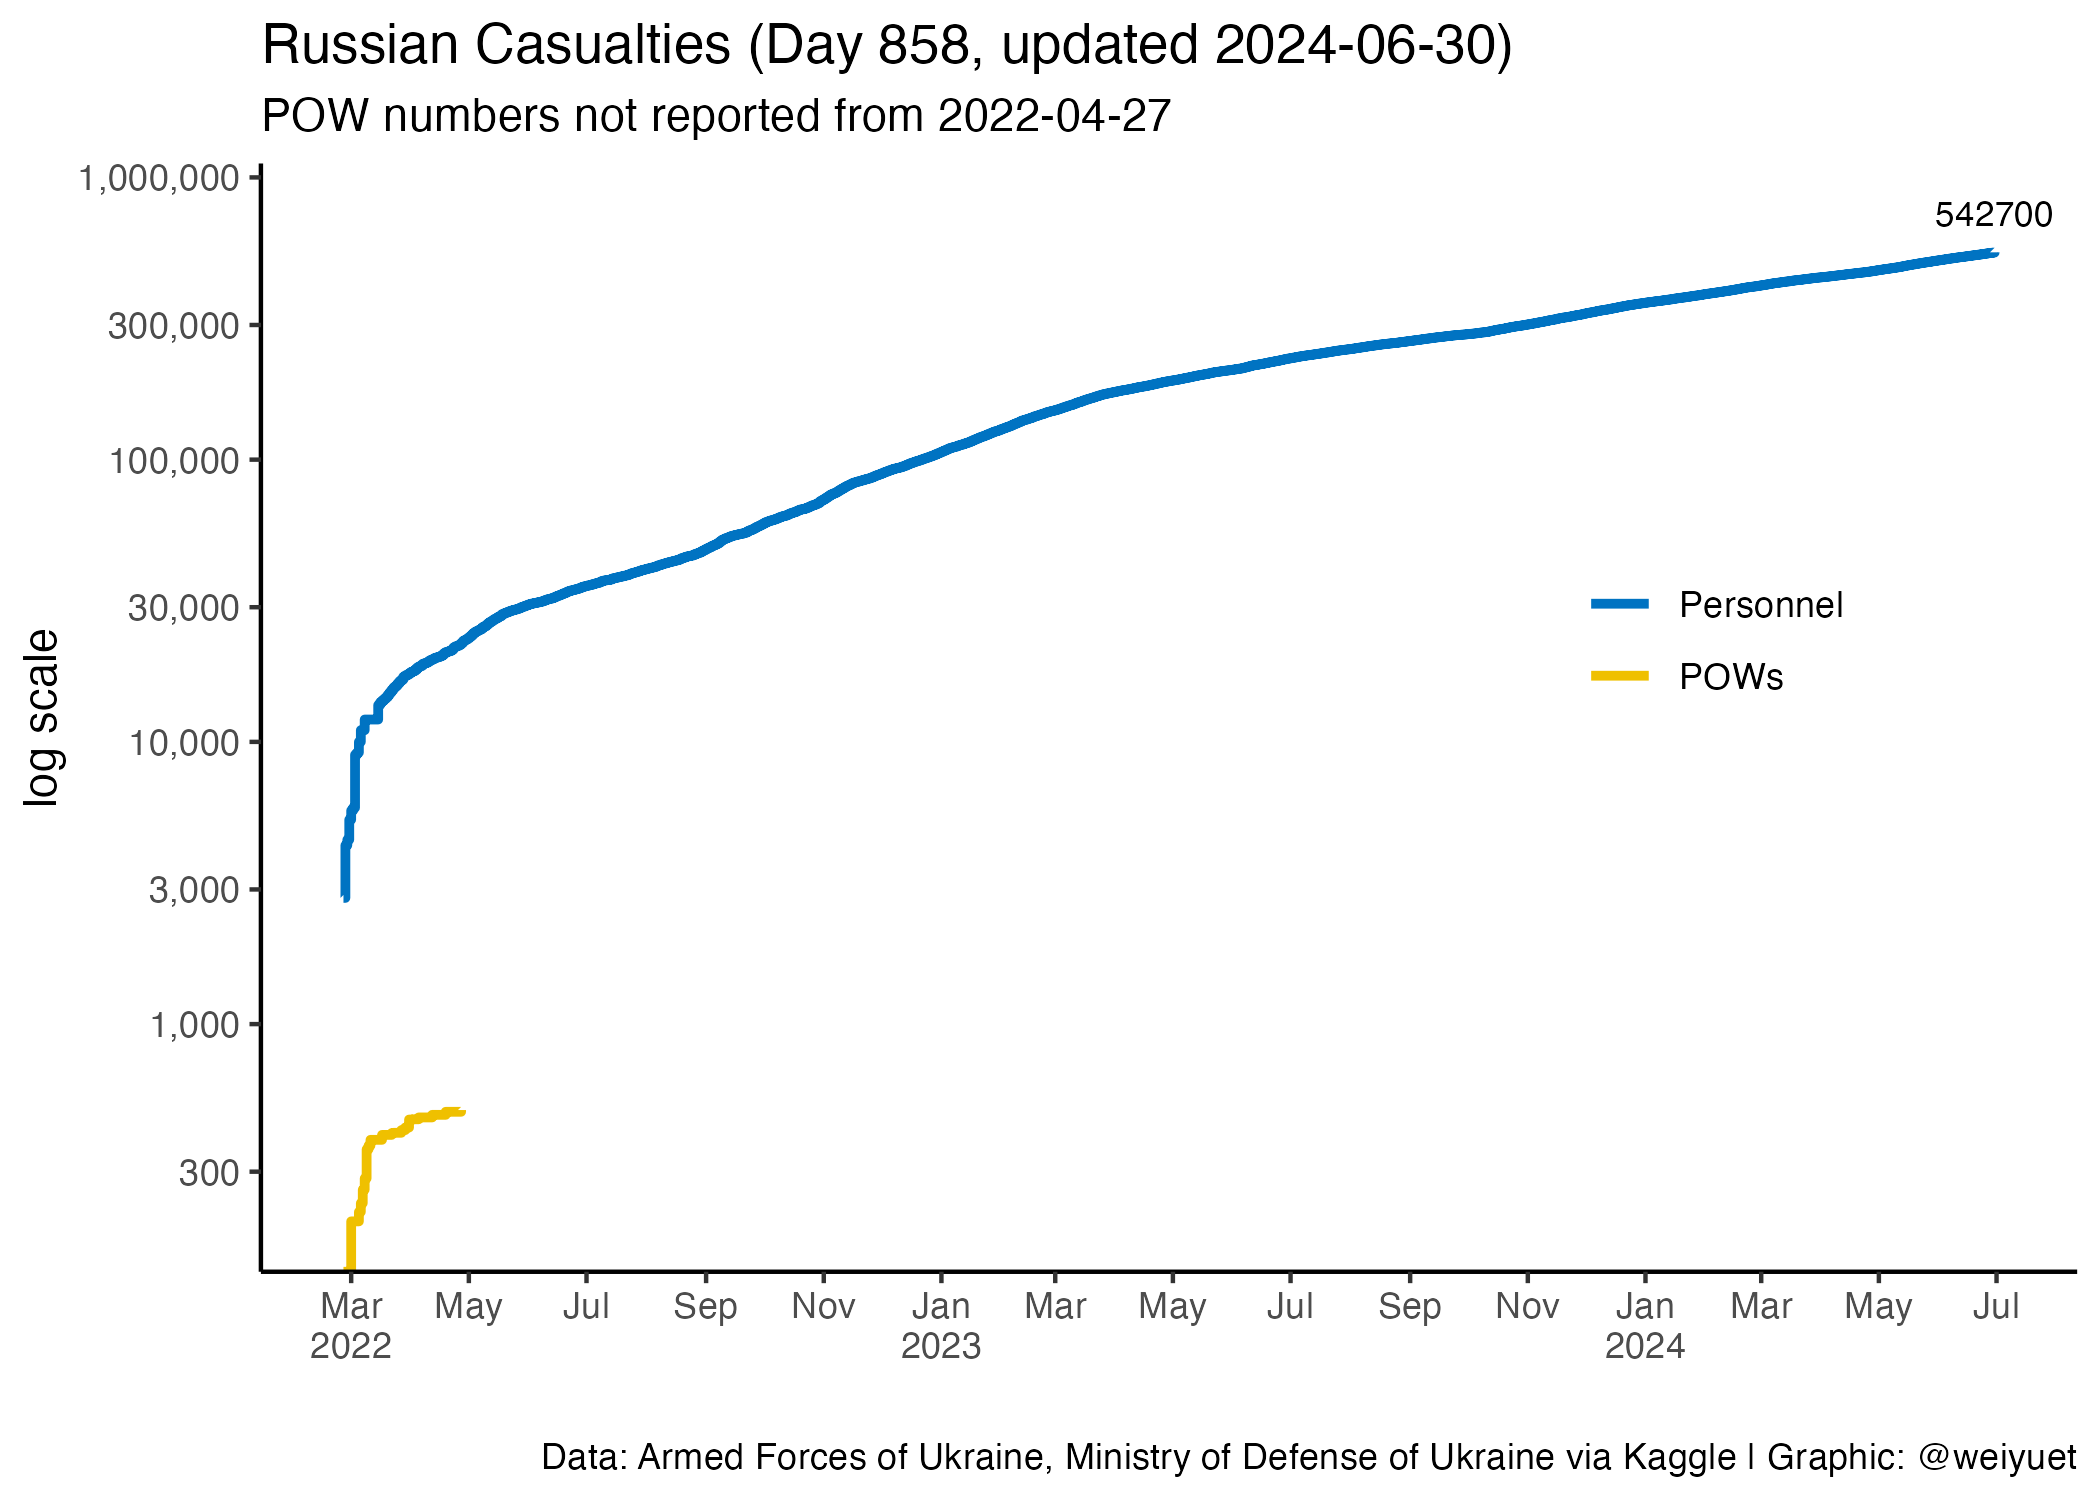 Russian Casualties (Day 858, updated 2024-06-30)
POW numbers not reported from 2022-04-27
1,000,000
300,000
100,000
30,000
10,000
3,000
1,000
300
log scale
542700
Personnel
POWs
Mar May Jul Sep Nov Jan Mar May Jul Sep Nov Jan Mar May Jul
2022 2023 2024
Data: Armed Forces of Ukraine, Ministry of Defense of Ukraine via Kaggle | Graphic: @weiyuet